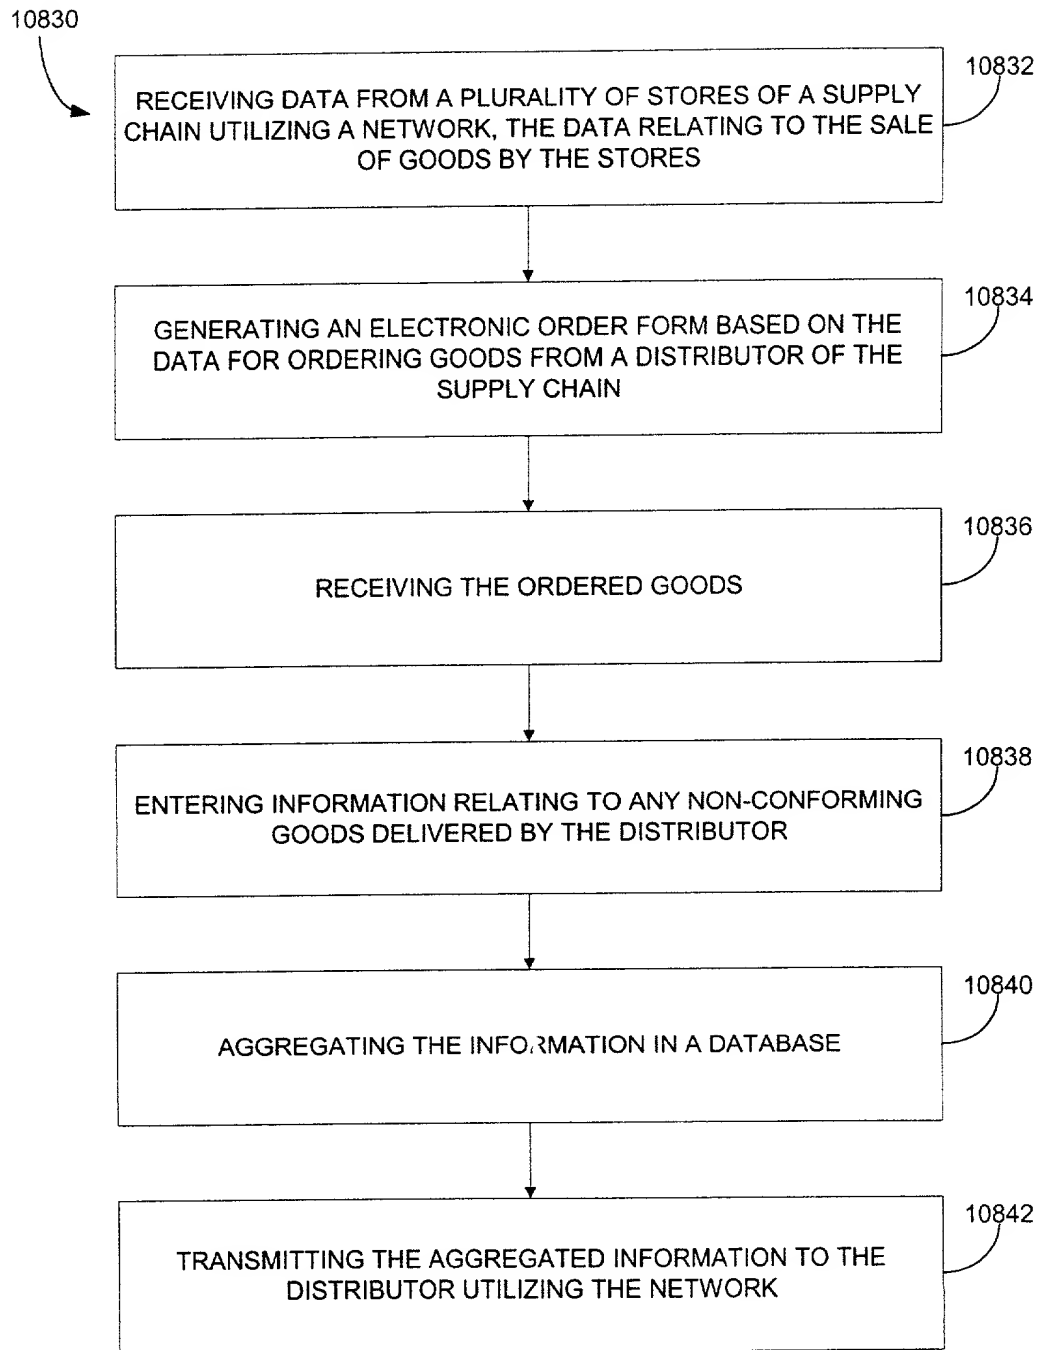 10830
10832
RECEIVING DATA FROM A PLURALITY OF STORES OF A SUPPLY
CHAIN UTILIZING A NETWORK, THE DATA RELATING TO THE SALE
OF GOODS BY THE STORES
10834
GENERATING AN ELECTRONIC ORDER FORM BASED ON THE
DATA FOR ORDERING GOODS FROM A DISTRIBUTOR OF THE
SUPPLY CHAIN
10836
RECEIVING THE ORDERED GOODS
10838
ENTERING INFORMATION RELATING TO ANY NON-CONFORMING
GOODS DELIVERED BY THE DISTRIBUTOR
10840
AGGREGATING THE INFORMATION IN A DATABASE
10842
TRANSMITTING THE AGGREGATED INFORMATION TO THE
DISTRIBUTOR UTILIZING THE NETWORK